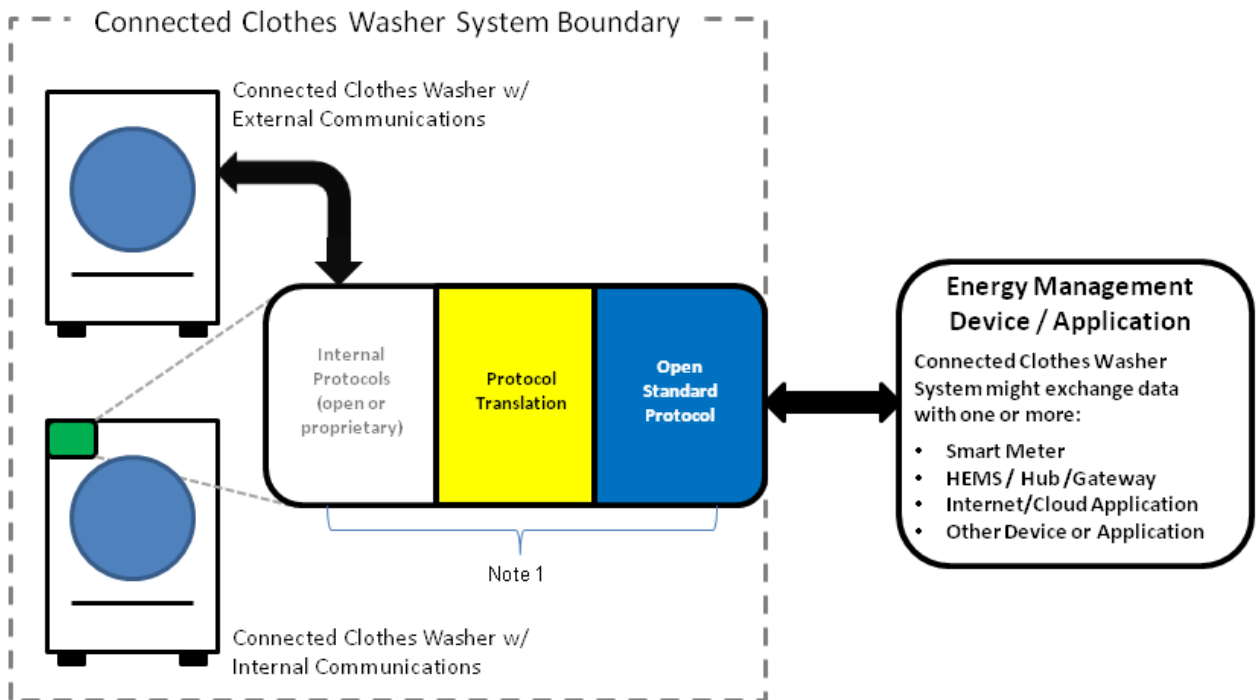 Connected Clothes Washer System Boundary
Connected Clothes Washer w/
External Communications
Internal
Protocols
(open or
proprietary)
Protocol
Translation
Open
Standard
Protocol
Note 1
Connected Clothes Washer w/
Internal Communications
Energy Management
Device / Application
Connected Clothes Washer
System might exchange data
with one or more:
• Smart Meter
• HEMS / Hub /Gateway
• Internet/Cloud Application
• Other Device or Application